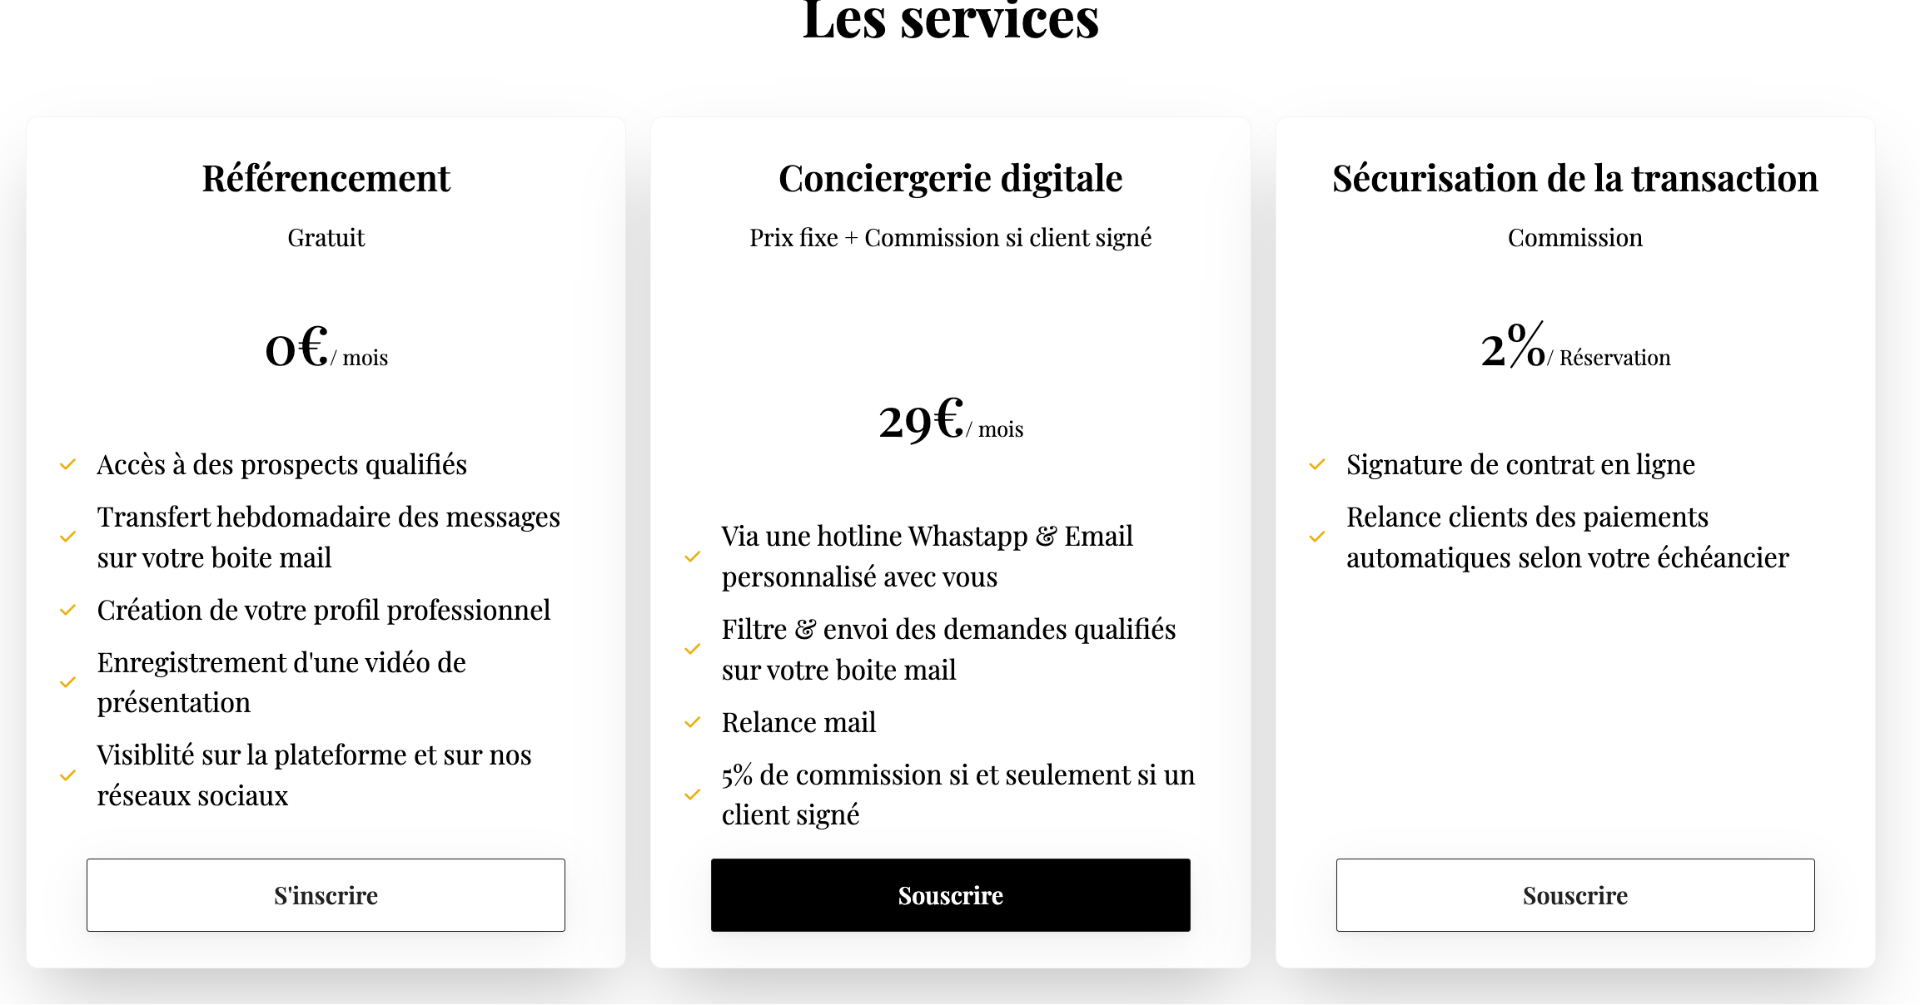 Les services
Référencement
Gratuit
0€/ mois
Accès à des prospects qualifiés
Transfert hebdomadaire des messages
sur votre boite mail
Création de votre profil professionnel
Enregistrement d'une vidéo de
présentation
Visiblité sur la plateforme et sur nos
réseaux sociaux
S'inscrire
Conciergerie digitale
Prix fixe + Commission si client signé
29€/ mois
Via une hotline Whastapp & Email
personnalisé avec vous
Filtre & envoi des demandes qualifiés
sur votre boite mail
Relance mail
5% de commission si et seulement si un
client signé
Souscrire
Sécurisation de la transaction
Commission
2%/ Réservation
Signature de contrat en ligne
Relance clients des paiements
automatiques selon votre échéancier
Souscrire